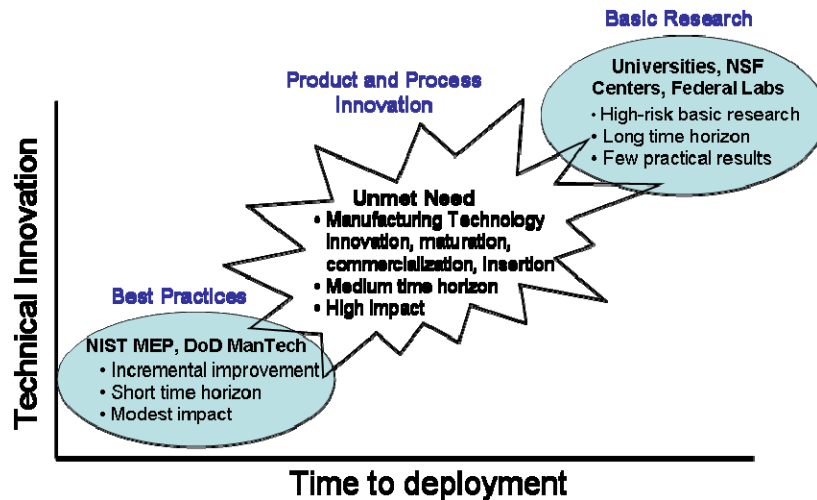 Basic Research
Universities, NSF
Centers, Federal Labs
• High-risk basic research
• Long time horizon
• Few practical results
Product and Process
Innovation
Unmet Need
• Manufacturing Technology
innovation, maturation,
commercialization, insertion
• Medium time horizon
• High impact
Best Practices
NIST MEP, DoD ManTech
• Incremental improvement
• Short time horizon
• Modest impact
Technical Innovation
Time to deployment